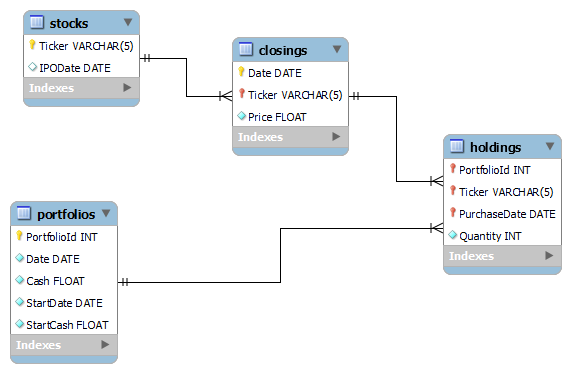 stocks
Ticker VARCHAR(5)
IPODate DATE
Indexes
closings
Date DATE
Ticker VARCHAR(5)
Price FLOAT
Indexes
holdings
PortfolioId INT
Ticker VARCHAR(5)
PurchaseDate DATE
Quantity INT
Indexes
portfolios
PortfolioId INT
Date DATE
Cash FLOAT
StartDate DATE
StartCash FLOAT
Indexes